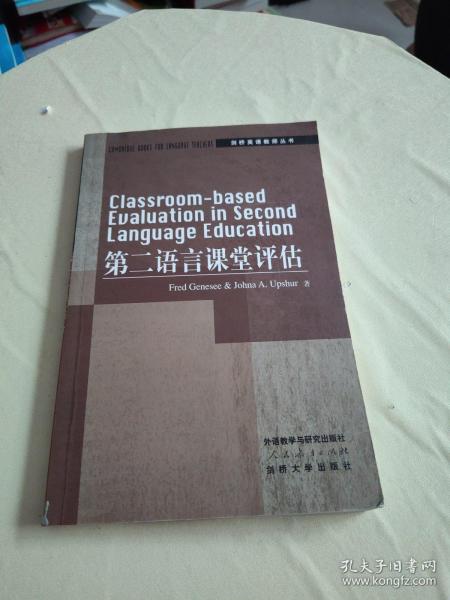 CAMBRIDGE BOOKS FOR LANGUAGE TEACHERS
剑桥英语教师丛书
Classroom-based
Evaluation in Second
Language Education
第二语言课堂评估
Fred Genesee & Johna A. Upshur 著
外语教学与研究出版社
人民教育出版社
剑桥大学出版社
孔夫子旧书网
www.kongfz.com